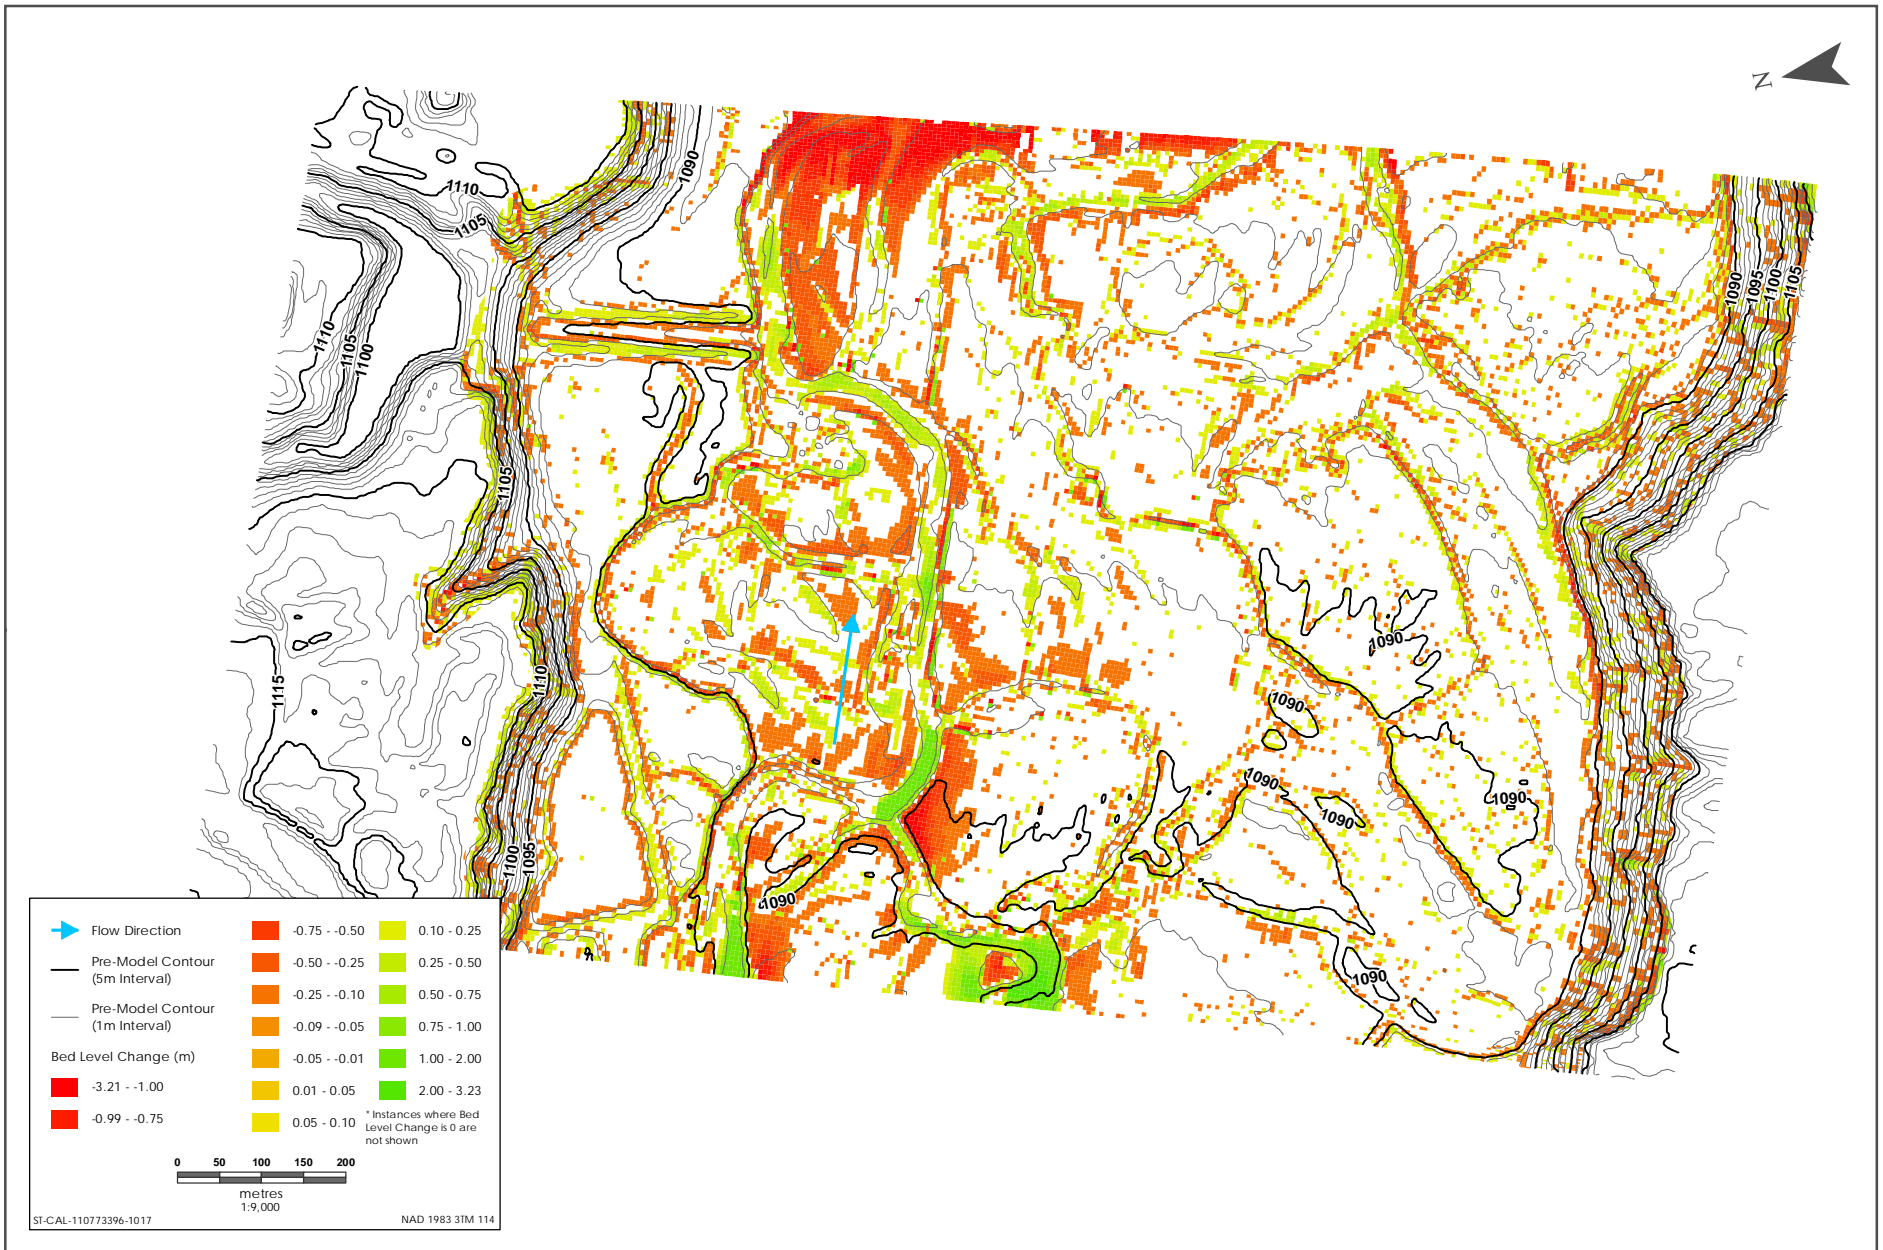 N
1110
1105
1090
1110
1105
1100
1090
1095
1100
1105
1105
1110
1115
1090
1090
1090
1090
1090
1100
1095
1090
1090
Flow Direction
Pre-Model Contour
(5m Interval)
Pre-Model Contour
(1m Interval)
Bed Level Change (m)
-3.21 - -1.00
-0.99 - -0.75
-0.75 - -0.50
-0.50 - -0.25
-0.25 - -0.10
-0.09 - -0.05
-0.05 - -0.01
0.01 - 0.05
0.05 - 0.10
0.10 - 0.25
0.25 - 0.50
0.50 - 0.75
0.75 - 1.00
1.00 - 2.00
2.00 - 3.23
* Instances where Bed
Level Change is 0 are
not shown
0 50 100 150 200
metres
1:9,000
ST-CAL-110773396-1017
NAD 1983 3TM 114